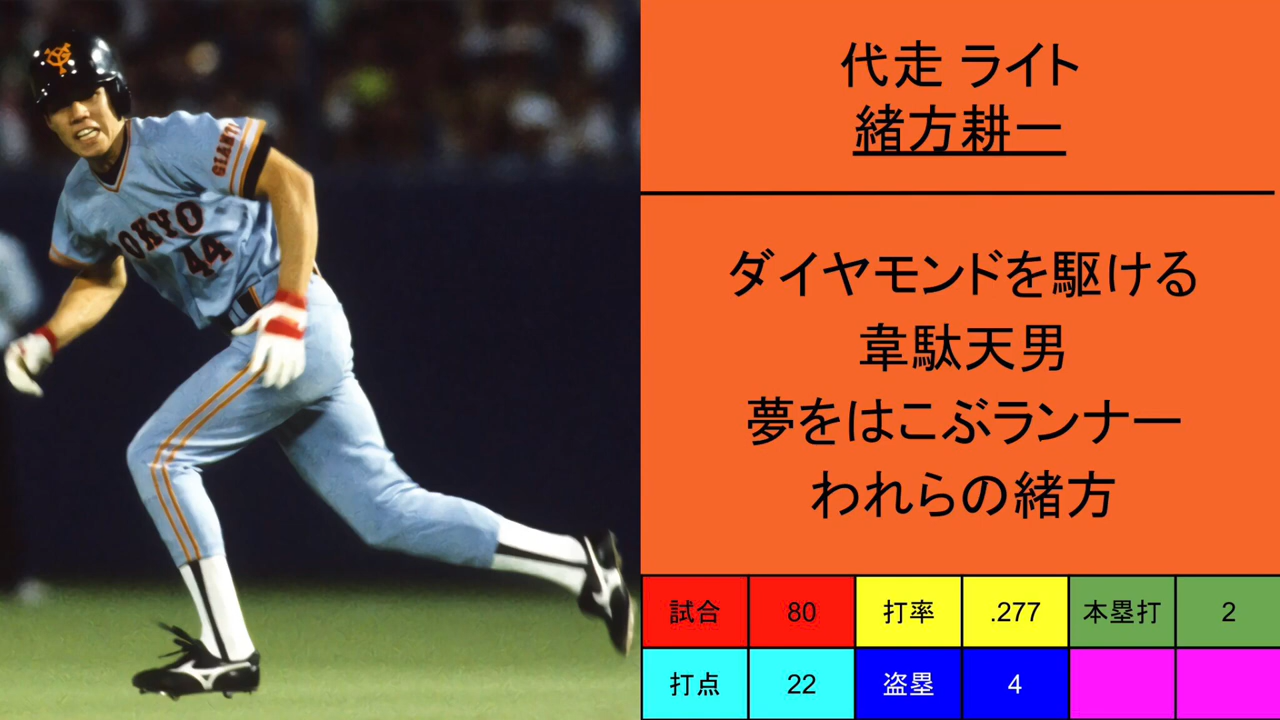 代走 ライト
緒方耕一
ダイヤモンドを駆ける
韋駄天男
夢をはこぶランナー
われらの緒方
試合 80 打率 .277 本塁打 2
打点 22 盗塁 4
GIANTS
TOKYO
44